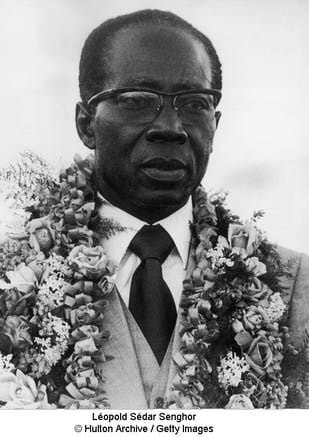 Léopold Sédar Senghor
© Hulton Archive / Getty Images